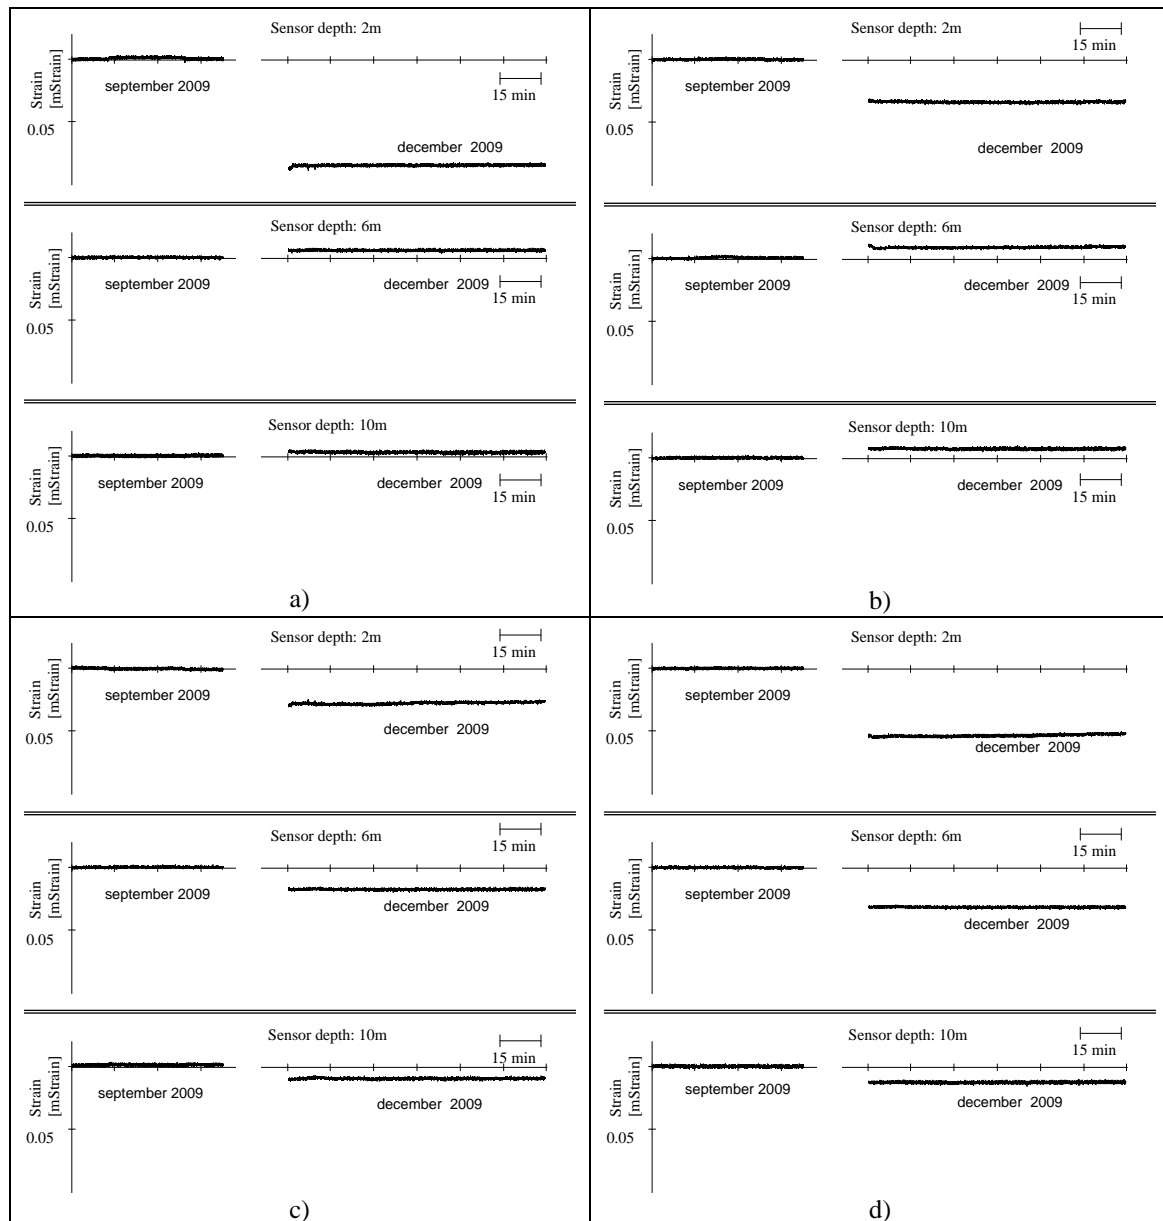 Sensor depth: 2m
Strain
[mStrain]
september 2009
15 min
0.05
december 2009
Sensor depth: 6m
Strain
[mStrain]
september 2009
december 2009
15 min
0.05
Sensor depth: 10m
Strain
[mStrain]
september 2009
december 2009
15 min
0.05
a)
Sensor depth: 2m
15 min
Strain
[mStrain]
september 2009
0.05
december 2009
Sensor depth: 6m
Strain
[mStrain]
september 2009
december 2009
15 min
0.05
Sensor depth: 10m
Strain
[mStrain]
september 2009
december 2009
15 min
0.05
b)
Sensor depth: 2m
15 min
Strain
[mStrain]
september 2009
0.05
december 2009
Sensor depth: 6m
15 min
Strain
[mStrain]
september 2009
december 2009
0.05
Sensor depth: 10m
15 min
Strain
[mStrain]
september 2009
december 2009
0.05
c)
Sensor depth: 2m
Strain
[mStrain]
september 2009
0.05
december 2009
Sensor depth: 6m
15 min
Strain
[mStrain]
september 2009
december 2009
0.05
Sensor depth: 10m
15 min
Strain
[mStrain]
september 2009
december 2009
0.05
d)